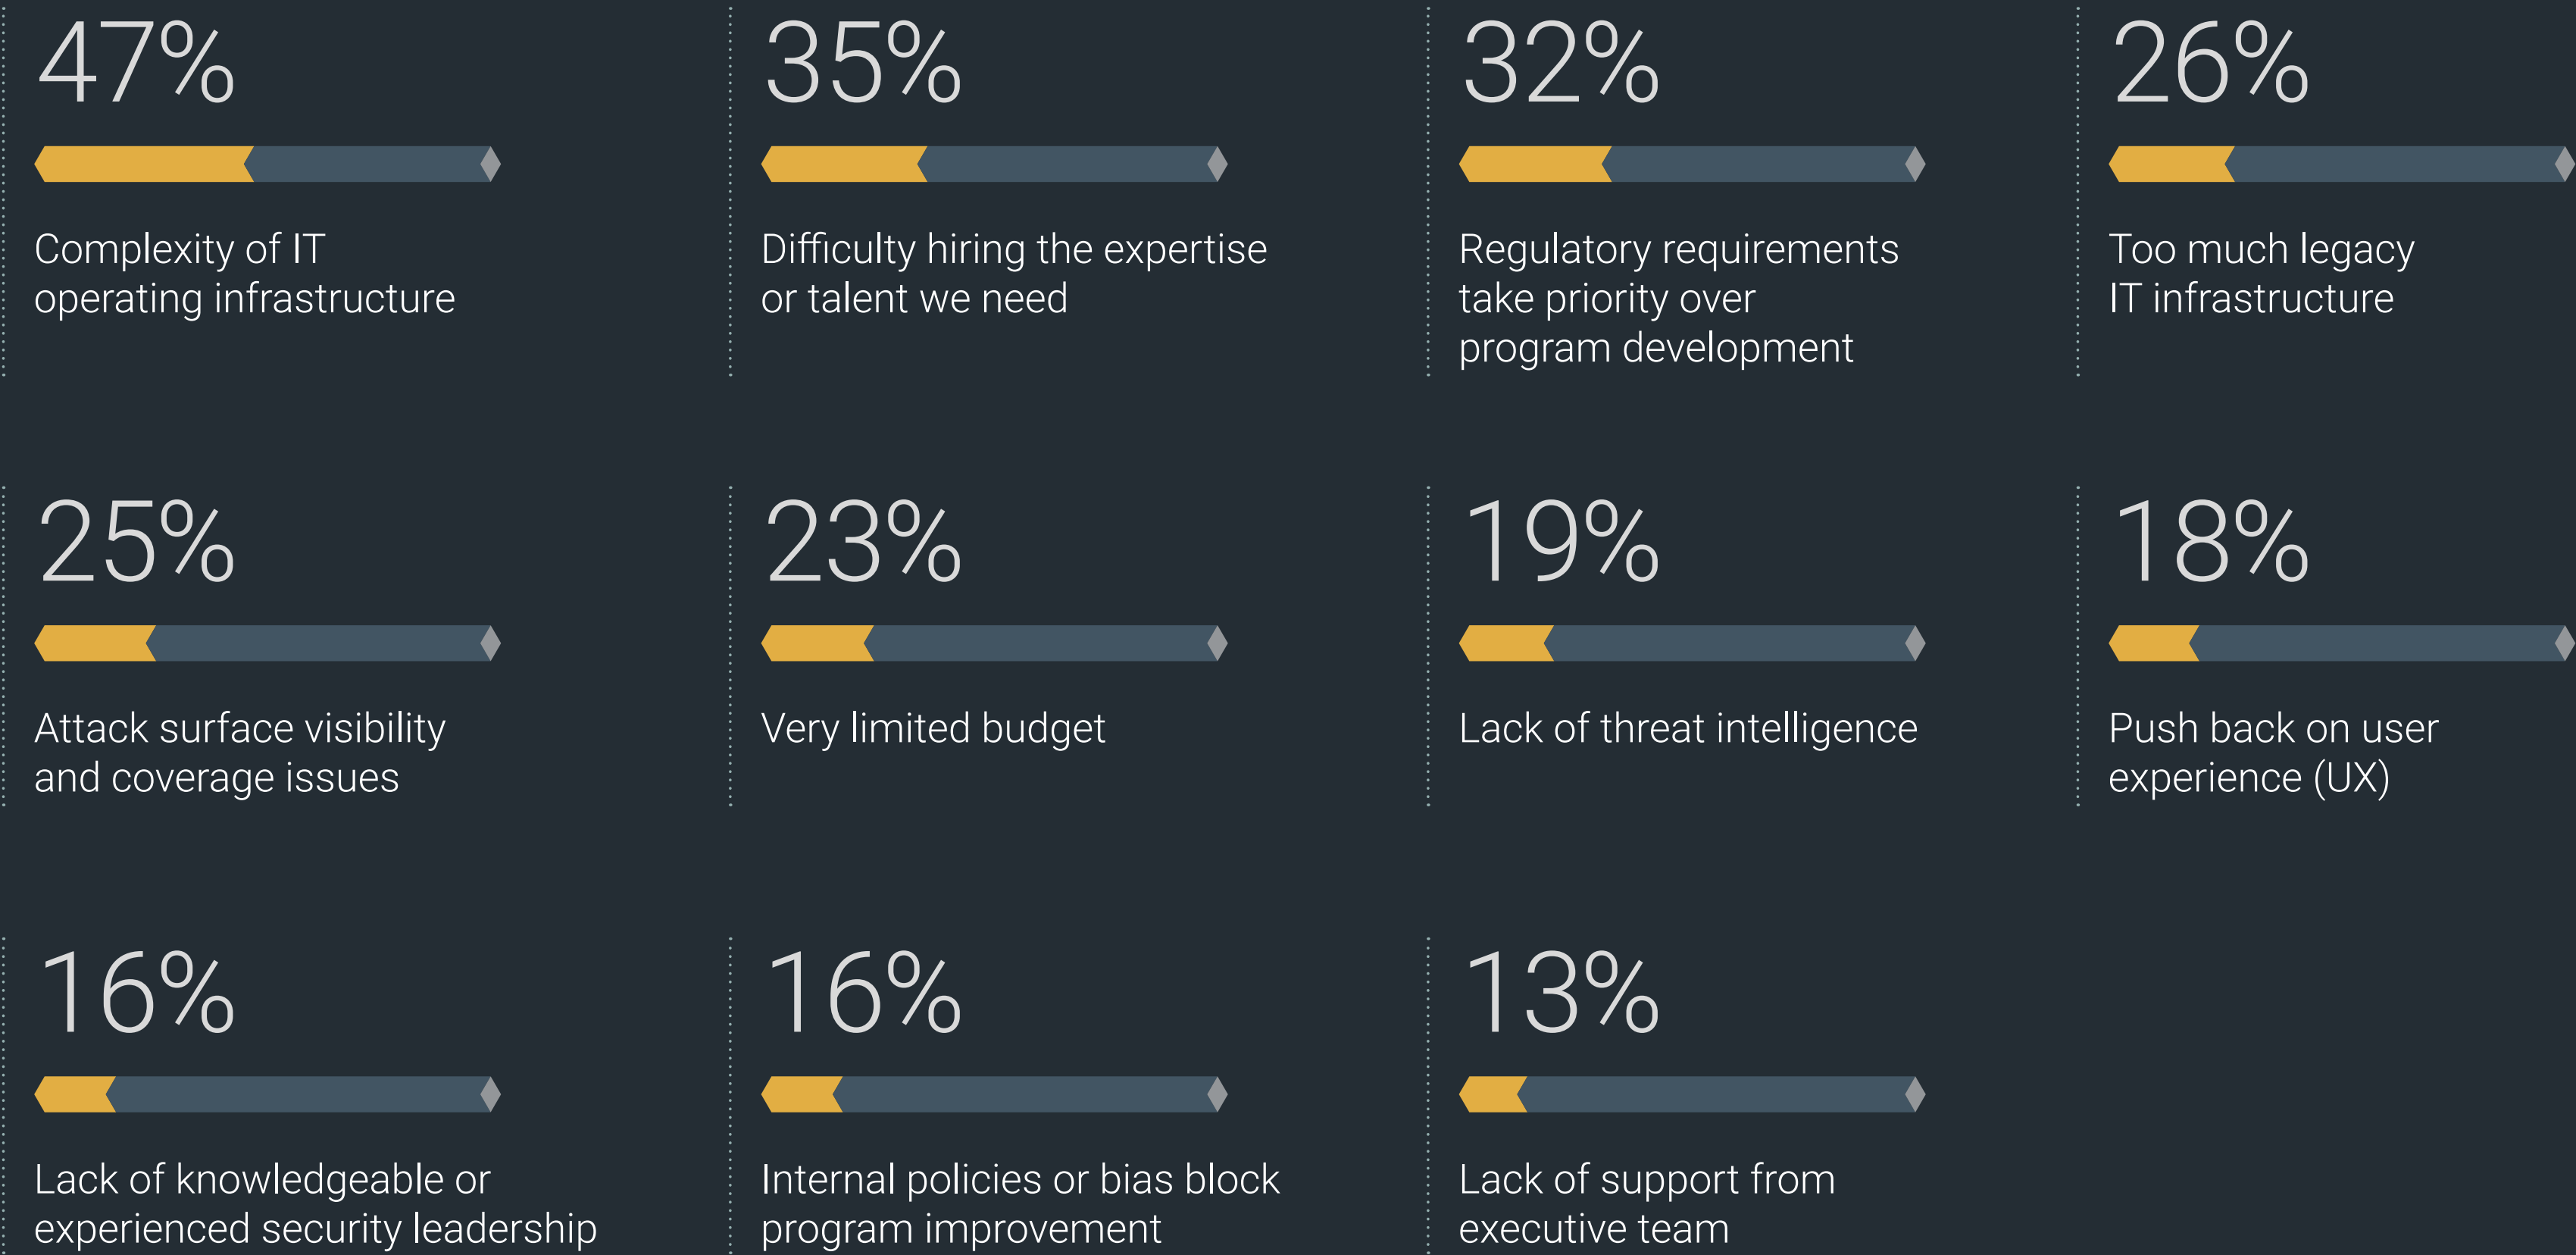 47%
Complexity of IT
operating infrastructure
35%
Difficulty hiring the expertise
or talent we need
32%
Regulatory requirements
take priority over
program development
26%
Too much legacy
IT infrastructure
25%
Attack surface visibility
and coverage issues
23%
Very limited budget
19%
Lack of threat intelligence
18%
Push back on user
experience (UX)
16%
Lack of knowledgeable or
experienced security leadership
16%
Internal policies or bias block
program improvement
13%
Lack of support from
executive team